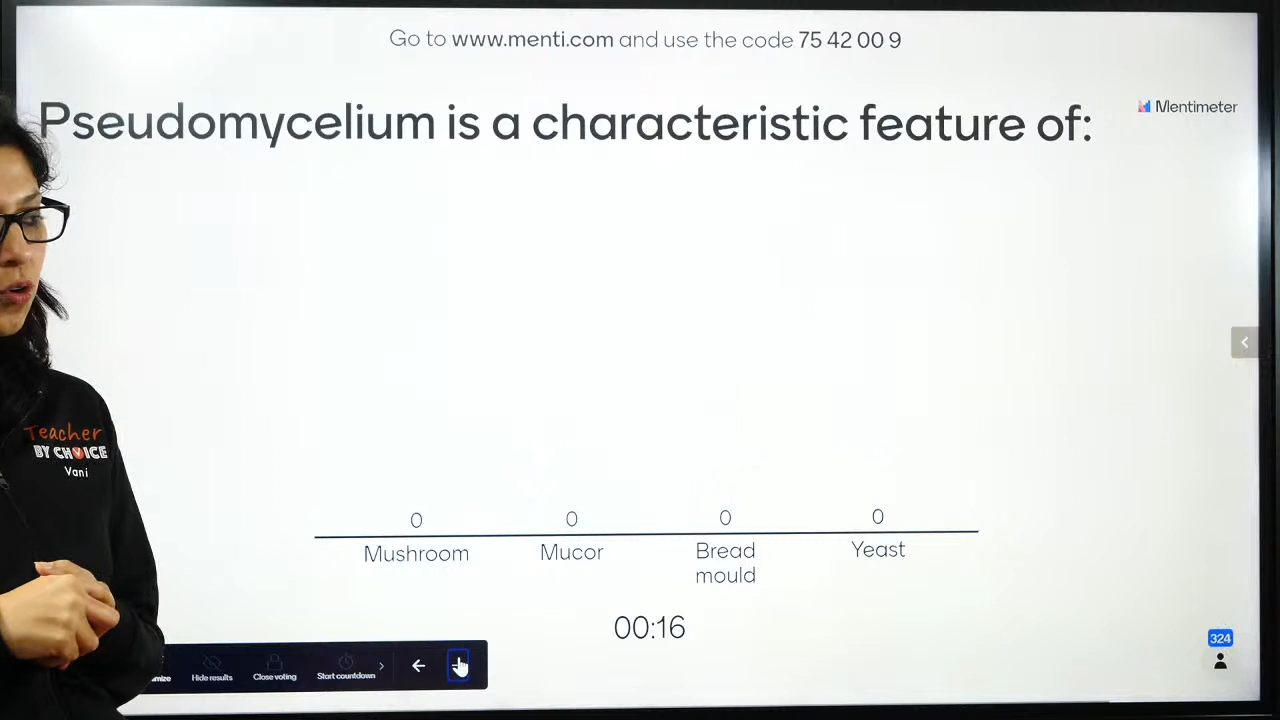 Go to www.menti.com and use the code 75 42 00 9
Mentimeter
Pseudomycelium is a characteristic feature of:
0 0 0 0
Mushroom Mucor Bread mould Yeast
00:16
Teacher
BY CHOICE
Vani
Hide results Close voting Start countdown
324